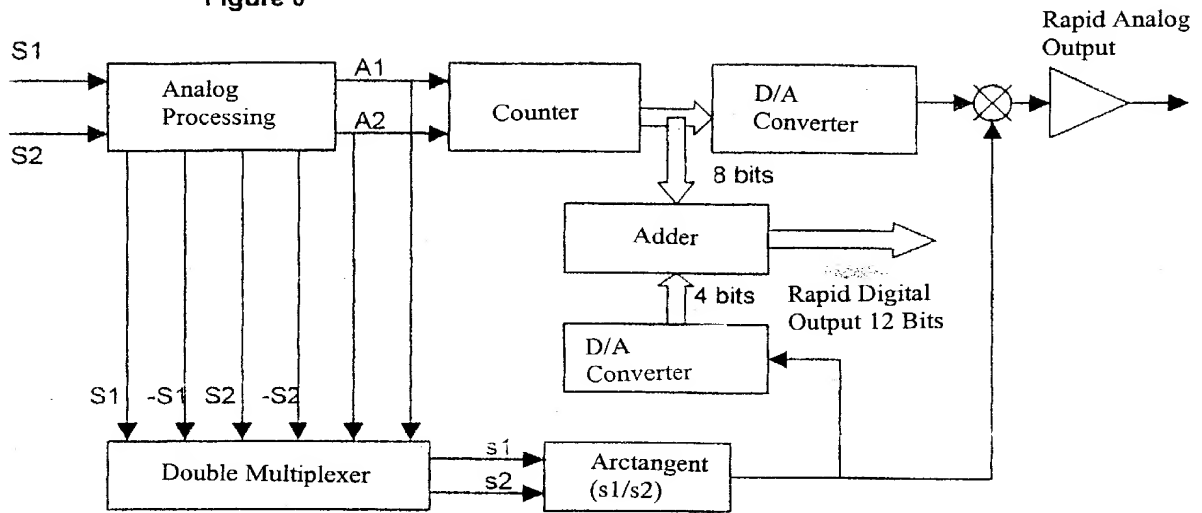 S1
S2
Analog
Processing
A1
A2
Counter
D/A
Converter
Rapid Analog
Output
8 bits
Adder
4 bits
Rapid Digital
Output 12 Bits
D/A
Converter
S1 -S1 S2 -S2
Double Multiplexer
s1
s2
Arctangent
(s1/s2)